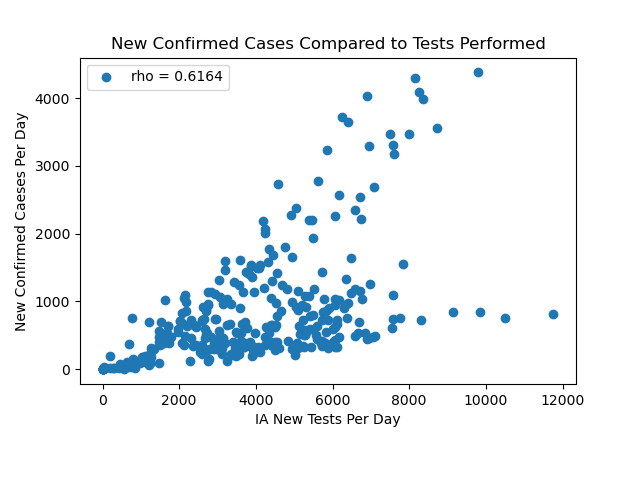 New Confirmed Cases Compared to Tests Performed
rho = 0.6164
New Confirmed Caeses Per Day
4000
3000
2000
1000
0
0 2000 4000 6000 8000 10000 12000
IA New Tests Per Day